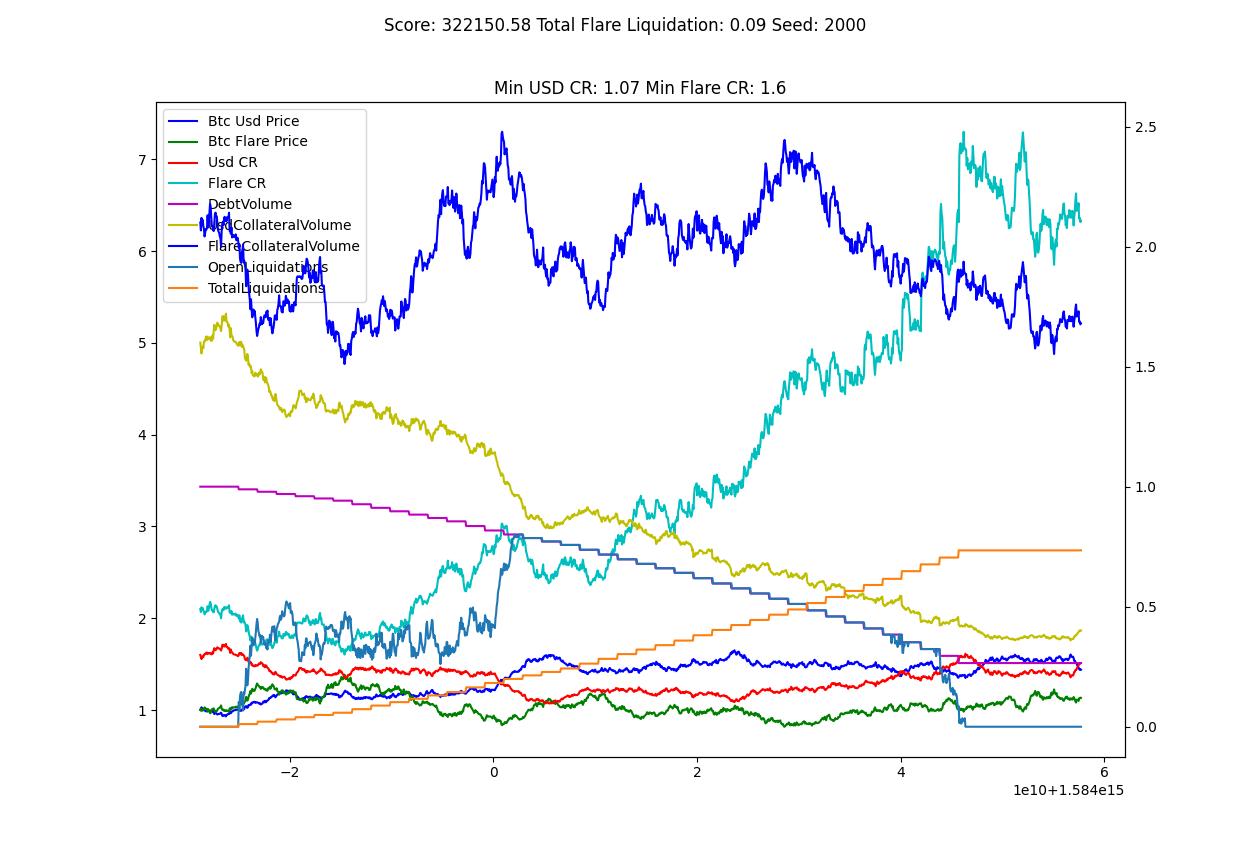 Score: 322150.58 Total Flare Liquidation: 0.09 Seed: 2000
Min USD CR: 1.07 Min Flare CR: 1.6
Btc Usd Price
Btc Flare Price
Usd CR
Flare CR
DebtVolume
UsdCollateralVolume
FlareCollateralVolume
OpenLiquidations
TotalLiquidations
7
6
5
4
3
2
1
2.5
2.0
1.5
1.0
0.5
0.0
−2
0
2
4
6
1e10+1.584e15